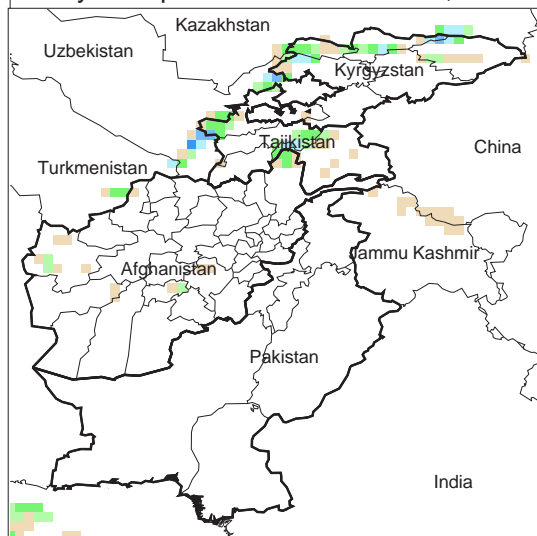 Kazakhstan
Uzbekistan
Kyrgyzstan
Tajikistan
China
Turkmenistan
Jammu Kashmir
Afghanistan
Pakistan
India